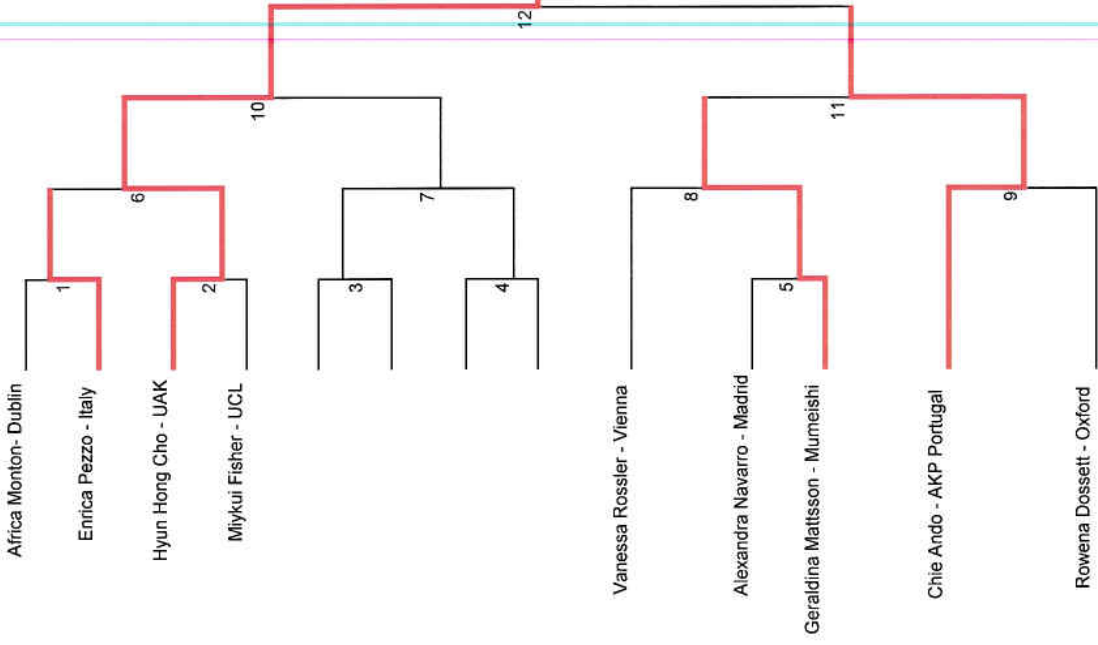 12
10
11
6
7
8
9
1
2
3
4
5
Africa Monton- Dublin
Enrica Pezzo - Italy
Hyun Hong Cho - UAK
Miykui Fisher - UCL
Vanessa Rossler - Vienna
Alexandra Navarro - Madrid
Geraldina Mattsson - Mumeishi
Chie Ando - AKP Portugal
Rowena Dossett - Oxford